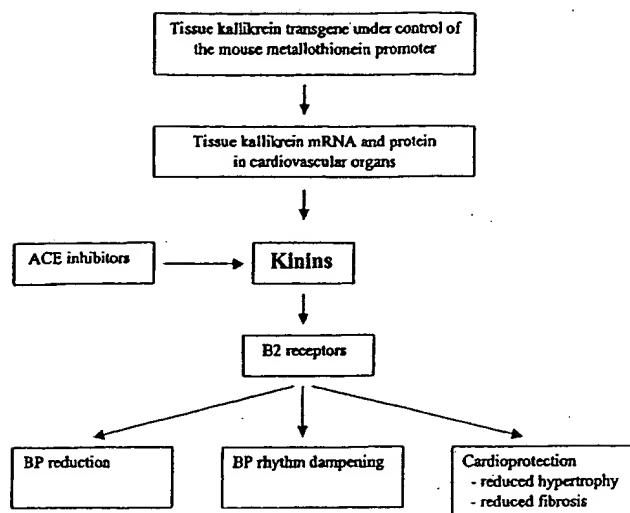 Tissue kallikrein transgene under control of
the mouse metallothionein promoter
Tissue kallikrein mRNA and protein
in cardiovascular organs
ACE inhibitors
Kinins
B2 receptors
BP reduction
BP rhythm dampening
Cardioprotection
- reduced hypertrophy
- reduced fibrosis